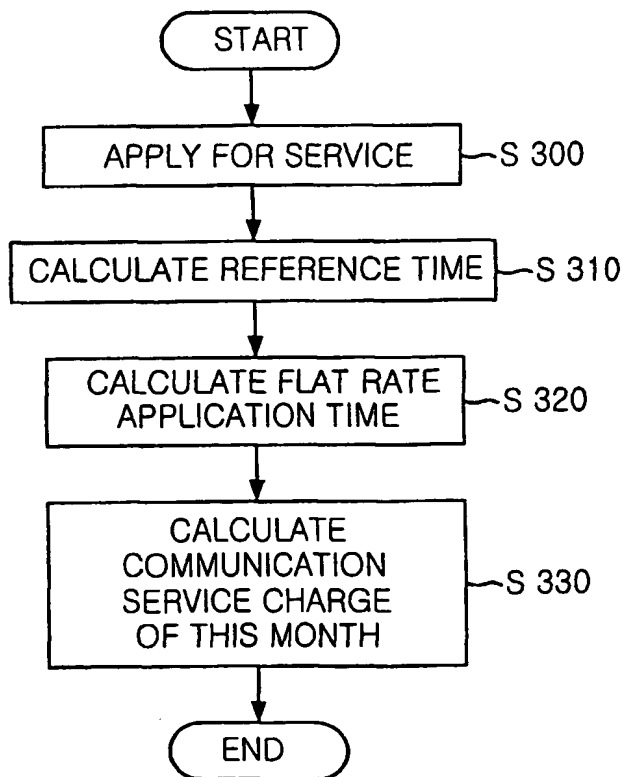 START
APPLY FOR SERVICE
S 300
CALCULATE REFERENCE TIME
S 310
CALCULATE FLAT RATE
APPLICATION TIME
S 320
CALCULATE
COMMUNICATION
SERVICE CHARGE
OF THIS MONTH
S 330
END